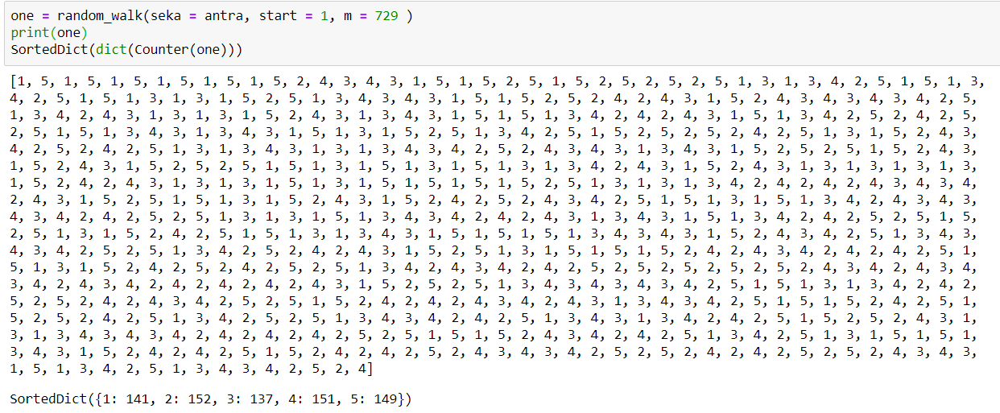 one = random_walk(seka = antra, start = 1, m = 729 )
print(one)
SortedDict(dict(Counter(one)))
[1, 5, 1, 5, 1, 5, 1, 5, 1, 5, 1, 5, 2, 4, 3, 4, 3, 1, 5, 1, 5, 2, 5, 1, 5, 2, 5, 2, 5, 2, 5, 1, 3, 1, 3, 4, 2, 5, 1, 5, 1, 3,
4, 2, 5, 1, 5, 1, 3, 1, 3, 1, 5, 2, 5, 1, 3, 4, 3, 4, 3, 1, 5, 1, 5, 2, 5, 2, 4, 2, 4, 3, 1, 5, 2, 4, 3, 4, 3, 4, 3, 4, 2, 5,
1, 3, 4, 2, 4, 3, 1, 3, 1, 3, 1, 5, 2, 4, 3, 1, 3, 4, 3, 1, 5, 1, 5, 1, 3, 4, 2, 4, 2, 4, 3, 1, 5, 1, 3, 4, 2, 5, 2, 4, 2, 5,
2, 5, 1, 5, 1, 3, 4, 3, 1, 3, 4, 3, 1, 5, 1, 3, 1, 5, 2, 5, 1, 3, 4, 2, 5, 1, 5, 2, 5, 2, 5, 2, 4, 2, 5, 1, 3, 1, 5, 2, 4, 3,
4, 2, 5, 2, 4, 2, 5, 1, 3, 1, 3, 4, 3, 1, 3, 1, 3, 4, 3, 4, 2, 5, 2, 4, 3, 4, 3, 1, 3, 4, 3, 1, 5, 2, 5, 2, 5, 1, 5, 2, 4, 3,
1, 5, 2, 4, 3, 1, 5, 2, 5, 2, 5, 1, 5, 1, 3, 1, 5, 1, 3, 1, 5, 1, 3, 1, 3, 4, 2, 4, 3, 1, 5, 2, 4, 3, 1, 3, 1, 3, 1, 3, 1, 3,
1, 5, 2, 4, 2, 4, 3, 1, 3, 1, 3, 1, 5, 1, 3, 1, 5, 1, 5, 1, 5, 1, 5, 2, 5, 1, 3, 1, 3, 1, 3, 4, 2, 4, 2, 4, 2, 4, 3, 4, 3, 4,
2, 4, 3, 1, 5, 2, 5, 1, 5, 1, 3, 1, 5, 2, 4, 3, 1, 5, 2, 4, 2, 5, 2, 4, 3, 4, 2, 5, 1, 5, 1, 3, 1, 5, 1, 3, 4, 2, 4, 3, 4, 3,
4, 3, 4, 2, 4, 2, 5, 2, 5, 1, 3, 1, 3, 1, 5, 1, 3, 4, 3, 4, 2, 4, 2, 4, 3, 1, 3, 4, 3, 1, 5, 1, 3, 4, 2, 4, 2, 5, 2, 5, 1, 5,
2, 5, 1, 3, 1, 5, 2, 4, 2, 5, 1, 5, 1, 3, 1, 3, 4, 3, 1, 5, 1, 5, 1, 5, 1, 3, 4, 3, 4, 3, 1, 5, 2, 4, 3, 4, 2, 5, 1, 3, 4, 3,
4, 3, 4, 2, 5, 2, 5, 1, 3, 4, 2, 5, 2, 4, 2, 4, 3, 1, 5, 2, 5, 1, 3, 1, 5, 1, 5, 1, 5, 2, 4, 2, 4, 3, 4, 2, 4, 2, 4, 2, 5, 1,
5, 1, 3, 1, 5, 2, 4, 2, 5, 2, 4, 2, 5, 2, 5, 1, 3, 4, 2, 4, 3, 4, 2, 4, 2, 5, 2, 5, 2, 5, 2, 5, 2, 5, 2, 4, 3, 4, 2, 4, 3, 4,
3, 4, 2, 4, 3, 4, 2, 4, 2, 4, 2, 4, 2, 4, 3, 1, 5, 2, 5, 2, 5, 1, 3, 4, 3, 4, 3, 4, 3, 4, 2, 5, 1, 5, 1, 3, 1, 3, 4, 2, 4, 2,
5, 2, 5, 2, 4, 2, 4, 3, 4, 2, 5, 2, 5, 1, 5, 2, 4, 2, 4, 2, 4, 3, 4, 2, 4, 3, 1, 3, 4, 3, 4, 2, 5, 1, 5, 1, 5, 2, 4, 2, 5, 1,
5, 2, 5, 2, 4, 2, 5, 1, 3, 4, 2, 5, 2, 5, 1, 3, 4, 3, 4, 2, 4, 2, 5, 1, 3, 4, 3, 1, 3, 4, 2, 4, 2, 5, 1, 5, 2, 5, 2, 4, 3, 1,
3, 1, 3, 4, 3, 4, 3, 4, 2, 4, 2, 4, 2, 4, 2, 5, 2, 5, 1, 5, 1, 5, 2, 4, 3, 4, 2, 4, 2, 5, 1, 3, 4, 2, 5, 1, 3, 1, 5, 1, 5, 1,
3, 4, 3, 1, 5, 2, 4, 2, 4, 2, 5, 1, 5, 2, 4, 2, 4, 2, 5, 2, 4, 3, 4, 3, 4, 2, 5, 2, 5, 2, 4, 2, 4, 2, 5, 2, 5, 2, 4, 3, 4, 3,
1, 5, 1, 3, 4, 2, 5, 1, 3, 4, 3, 4, 2, 5, 2, 4]
SortedDict({1: 141, 2: 152, 3: 137, 4: 151, 5: 149})